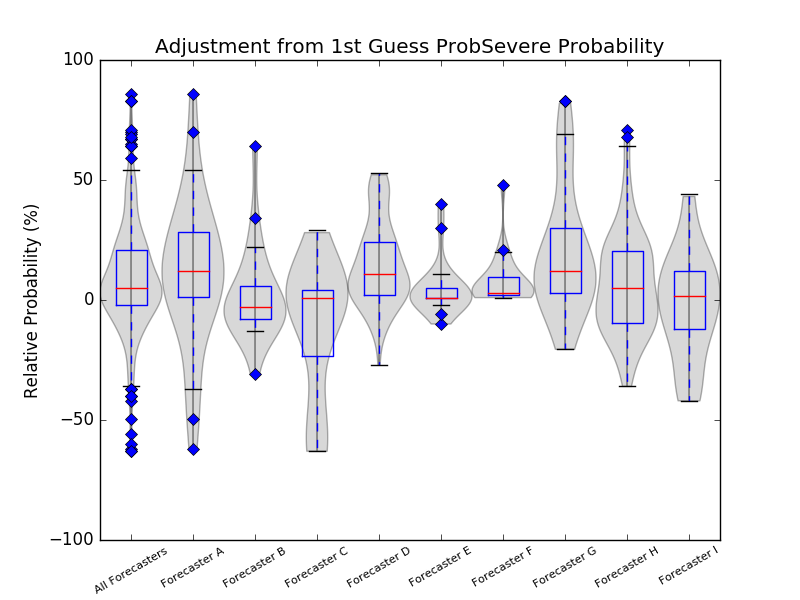 Adjustment from 1st Guess ProbSevere Probability
100
50
0
−50
−100
Relative Probability (%)
All Forecasters
Forecaster A
Forecaster B
Forecaster C
Forecaster D
Forecaster E
Forecaster F
Forecaster G
Forecaster H
Forecaster I